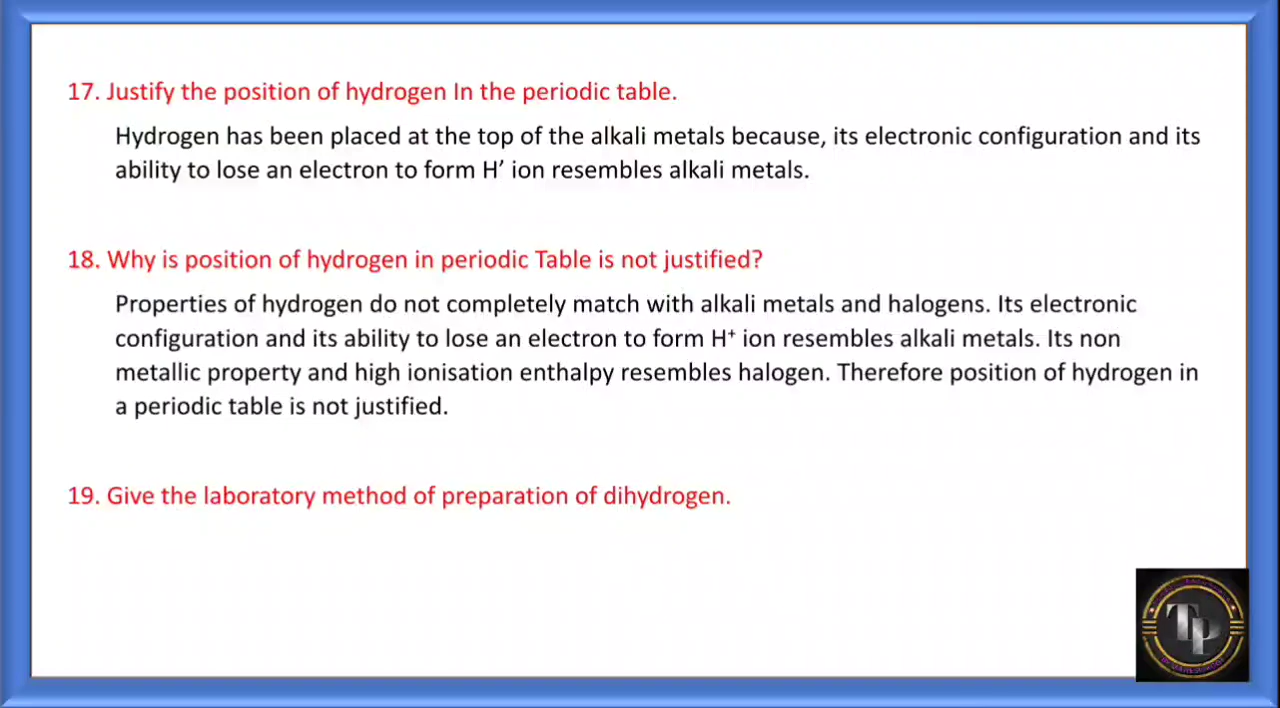 17. Justify the position of hydrogen In the periodic table.
Hydrogen has been placed at the top of the alkali metals because, its electronic configuration and its
ability to lose an electron to form H’ ion resembles alkali metals.
18. Why is position of hydrogen in periodic Table is not justified?
Properties of hydrogen do not completely match with alkali metals and halogens. Its electronic
configuration and its ability to lose an electron to form H⁺ ion resembles alkali metals. Its non
metallic property and high ionisation enthalpy resembles halogen. Therefore position of hydrogen in
a periodic table is not justified.
19. Give the laboratory method of preparation of dihydrogen.
TP